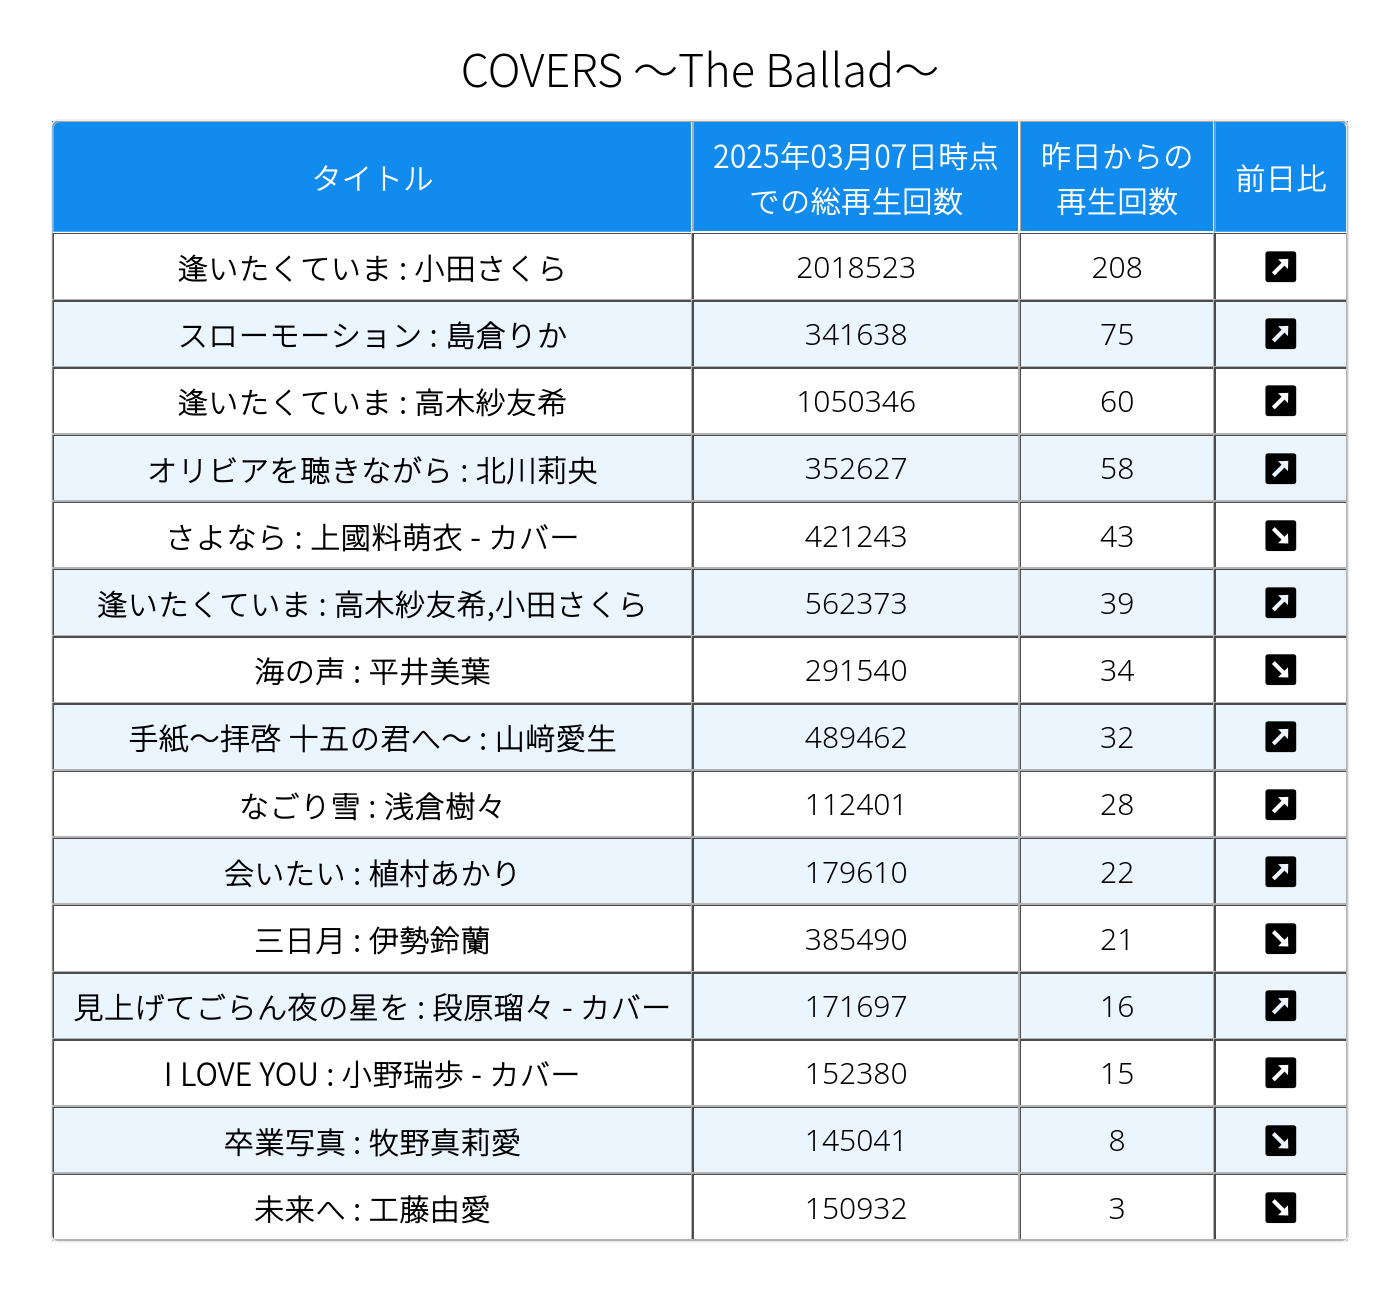 COVERS ～The Ballad～
タイトル 2025年03月07日時点での総再生回数 昨日からの再生回数 前日比
逢いたくていま : 小田さくら 2018523 208 ↗
スローモーション : 島倉りか 341638 75 ↗
逢いたくていま : 高木紗友希 1050346 60 ↗
オリビアを聴きながら : 北川莉央 352627 58 ↗
さよなら : 上國料萌衣 - カバー 421243 43 ↘
逢いたくていま : 高木紗友希,小田さくら 562373 39 ↗
海の声 : 平井美葉 291540 34 ↘
手紙～拝啓 十五の君へ～ : 山﨑愛生 489462 32 ↗
なごり雪 : 浅倉樹々 112401 28 ↗
会いたい : 植村あかり 179610 22 ↗
三日月 : 伊勢鈴蘭 385490 21 ↘
見上げてごらん夜の星を : 段原瑠々 - カバー 171697 16 ↗
I LOVE YOU : 小野瑞歩 - カバー 152380 15 ↗
卒業写真 : 牧野真莉愛 145041 8 ↘
未来へ : 工藤由愛 150932 3 ↘